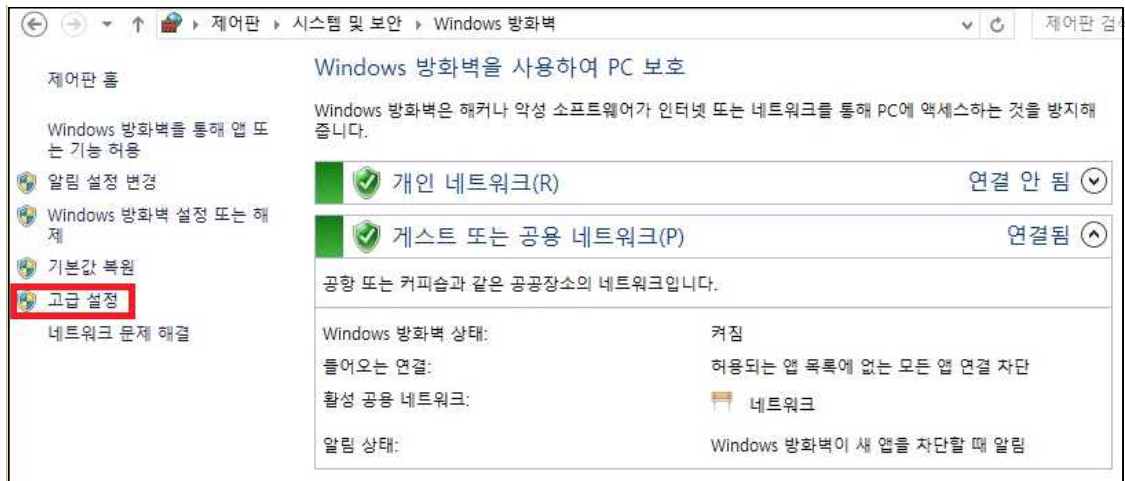 제어판 ▸ 시스템 및 보안 ▸ Windows 방화벽
제어판 검색
제어판 홈
Windows 방화벽을 통해 앱 또
는 기능 허용
알림 설정 변경
Windows 방화벽 설정 또는 해
제
기본값 복원
고급 설정
네트워크 문제 해결
Windows 방화벽을 사용하여 PC 보호
Windows 방화벽은 해커나 악성 소프트웨어가 인터넷 또는 네트워크를 통해 PC에 액세스하는 것을 방지해
줍니다.
개인 네트워크(R) 연결 안 됨
게스트 또는 공용 네트워크(P) 연결됨
공항 또는 커피숍과 같은 공공장소의 네트워크입니다.
Windows 방화벽 상태: 켜짐
들어오는 연결: 허용되는 앱 목록에 없는 모든 앱 연결 차단
활성 공용 네트워크: 네트워크
알림 상태: Windows 방화벽이 새 앱을 차단할 때 알림